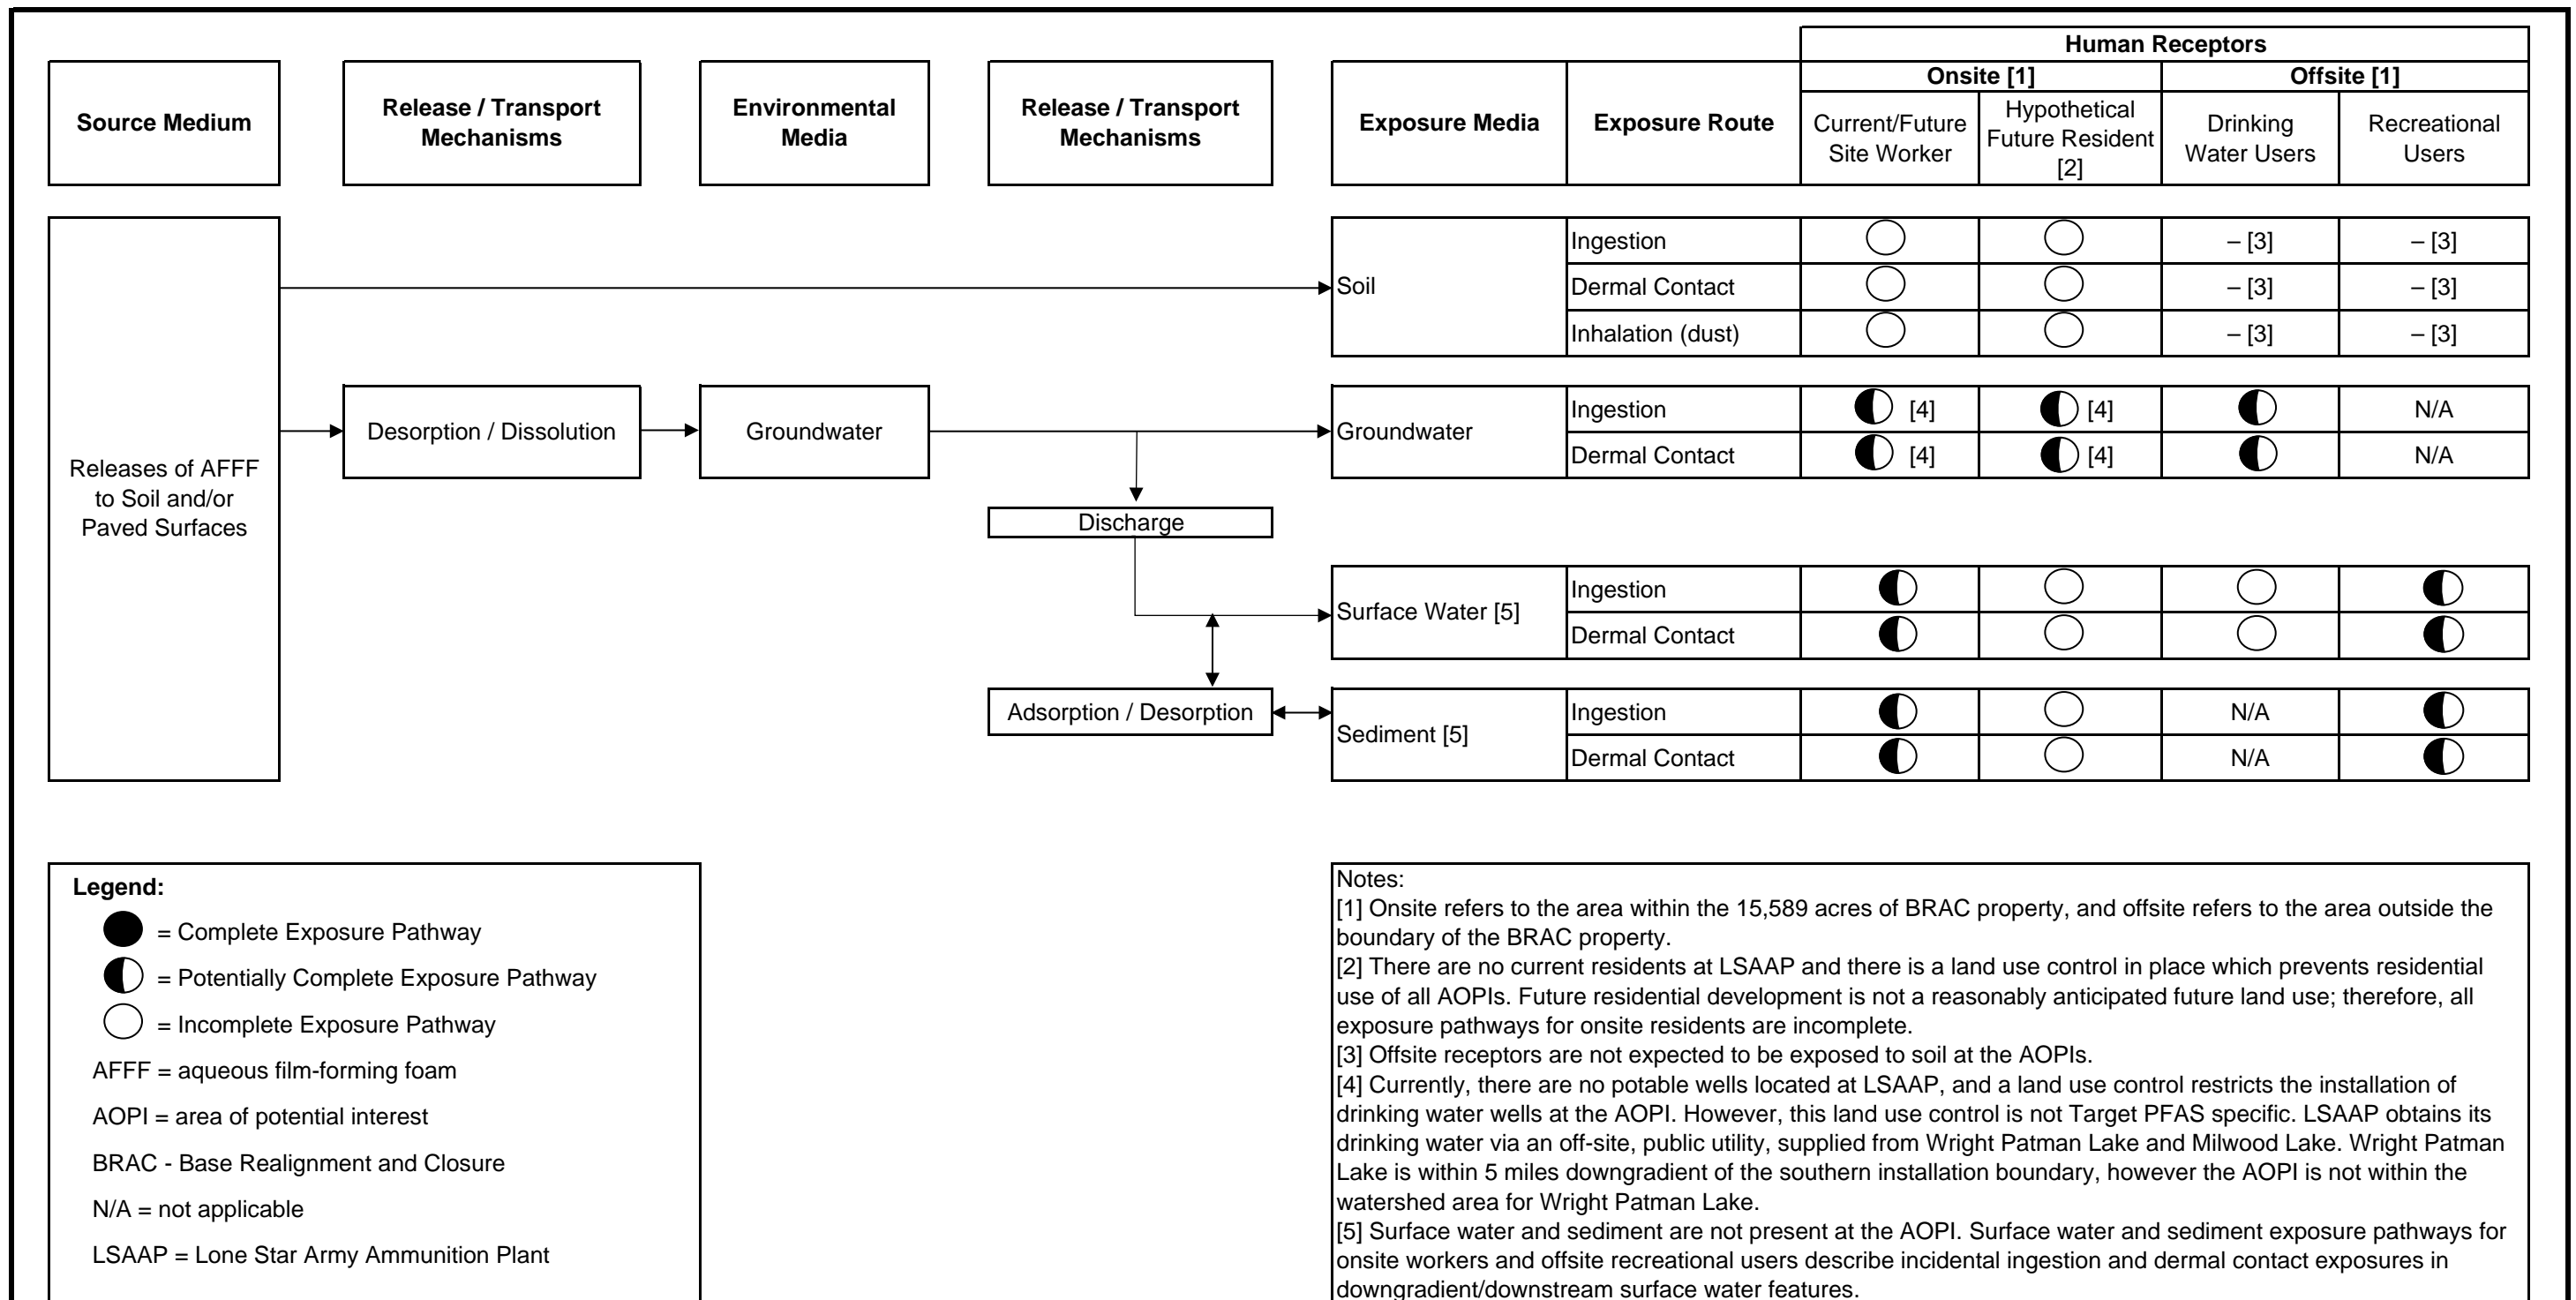 Human Receptors
Onsite [1]
Offsite [1]
Source Medium
Release / Transport
Mechanisms
Environmental
Media
Release / Transport
Mechanisms
Exposure Media
Exposure Route
Current/Future
Site Worker
Hypothetical
Future Resident
[2]
Drinking
Water Users
Recreational
Users
Releases of AFFF
to Soil and/or
Paved Surfaces
Soil
Ingestion
– [3]
– [3]
Dermal Contact
– [3]
– [3]
Inhalation (dust)
– [3]
– [3]
Desorption / Dissolution
Groundwater
Groundwater
Ingestion
[4]
[4]
N/A
Dermal Contact
[4]
[4]
N/A
Discharge
Surface Water [5]
Ingestion
Dermal Contact
Adsorption / Desorption
Sediment [5]
Ingestion
N/A
Dermal Contact
N/A
Legend:
= Complete Exposure Pathway
= Potentially Complete Exposure Pathway
= Incomplete Exposure Pathway
AFFF = aqueous film-forming foam
AOPI = area of potential interest
BRAC - Base Realignment and Closure
N/A = not applicable
LSAAP = Lone Star Army Ammunition Plant
Notes:
[1] Onsite refers to the area within the 15,589 acres of BRAC property, and offsite refers to the area outside the
boundary of the BRAC property.
[2] There are no current residents at LSAAP and there is a land use control in place which prevents residential
use of all AOPIs. Future residential development is not a reasonably anticipated future land use; therefore, all
exposure pathways for onsite residents are incomplete.
[3] Offsite receptors are not expected to be exposed to soil at the AOPIs.
[4] Currently, there are no potable wells located at LSAAP, and a land use control restricts the installation of
drinking water wells at the AOPI. However, this land use control is not Target PFAS specific. LSAAP obtains its
drinking water via an off-site, public utility, supplied from Wright Patman Lake and Milwood Lake. Wright Patman
Lake is within 5 miles downgradient of the southern installation boundary, however the AOPI is not within the
watershed area for Wright Patman Lake.
[5] Surface water and sediment are not present at the AOPI. Surface water and sediment exposure pathways for
onsite workers and offsite recreational users describe incidental ingestion and dermal contact exposures in
downgradient/downstream surface water features.